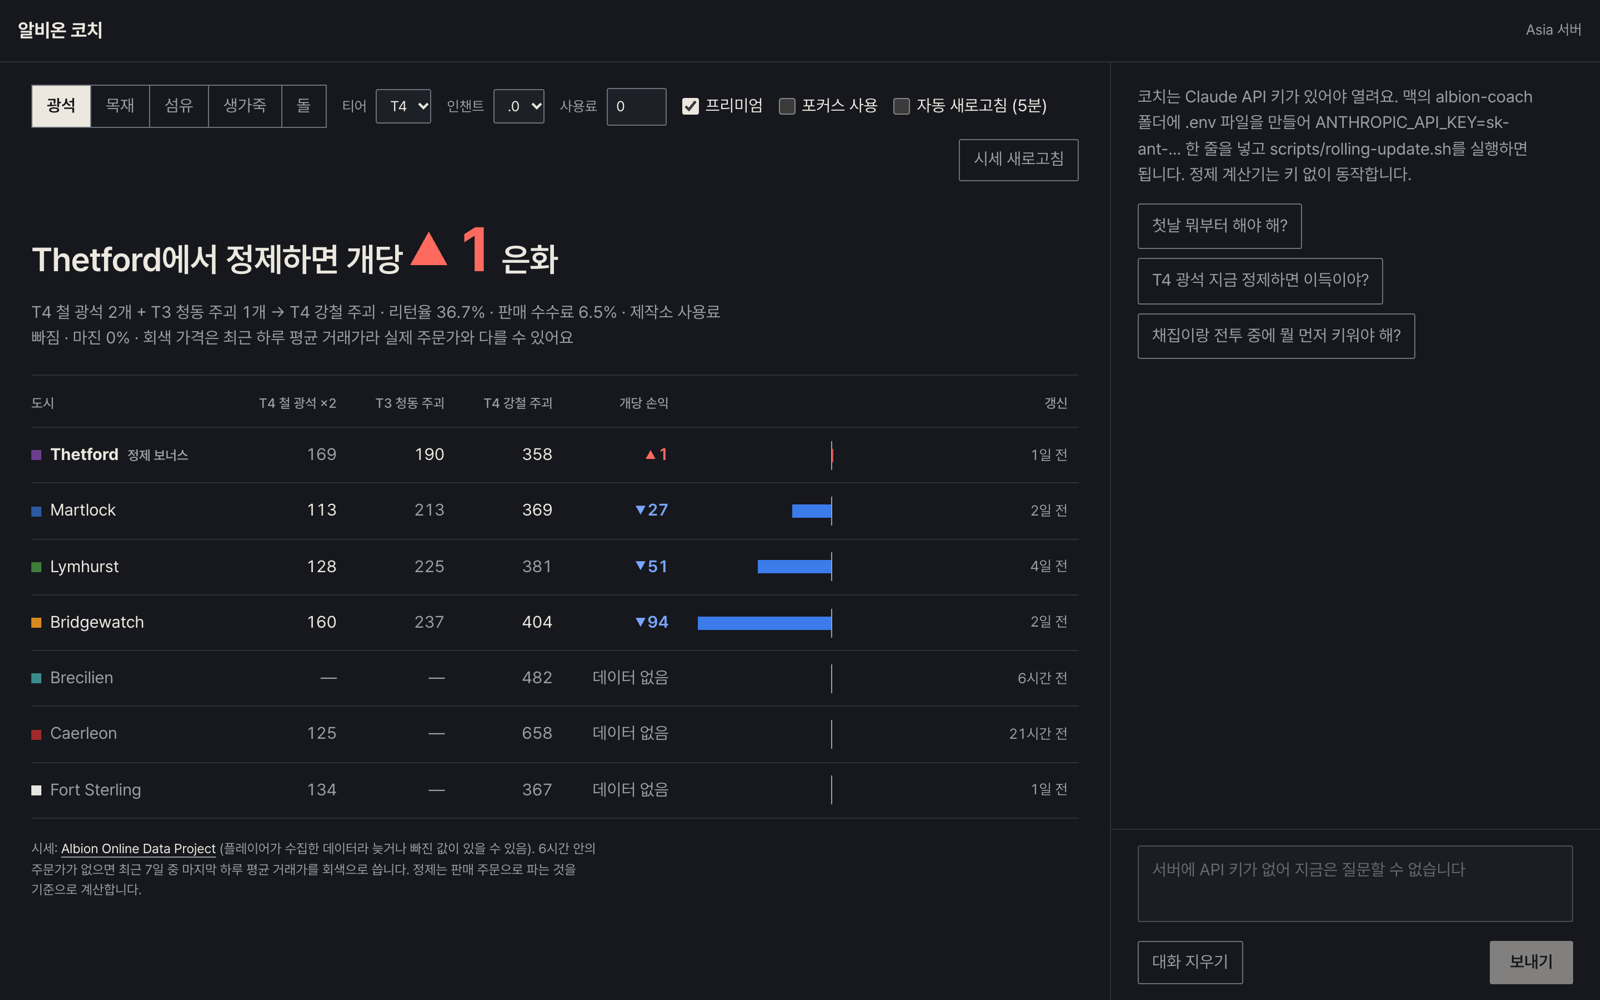 알비온 코치
Asia 서버
광석 목재 섬유 생가죽 돌 티어 T4 인챈트 .0 사용료 0 프리미엄 포커스 사용 자동 새로고침 (5분)
시세 새로고침
Thetford에서 정제하면 개당 ▲ 1 은화
T4 철 광석 2개 + T3 청동 주괴 1개 → T4 강철 주괴 · 리턴율 36.7% · 판매 수수료 6.5% · 제작소 사용료
빠짐 · 마진 0% · 회색 가격은 최근 하루 평균 거래가라 실제 주문가와 다를 수 있어요
도시 T4 철 광석 ×2 T3 청동 주괴 T4 강철 주괴 개당 손익 갱신
Thetford 정제 보너스 169 190 358 ▲1 1일 전
Martlock 113 213 369 ▼27 2일 전
Lymhurst 128 225 381 ▼51 4일 전
Bridgewatch 160 237 404 ▼94 2일 전
Brecilien — — 482 데이터 없음 6시간 전
Caerleon 125 — 658 데이터 없음 21시간 전
Fort Sterling 134 — 367 데이터 없음 1일 전
시세: Albion Online Data Project (플레이어가 수집한 데이터라 늦거나 빠진 값이 있을 수 있음). 6시간 안의
주문가가 없으면 최근 7일 중 마지막 하루 평균 거래가를 회색으로 씁니다. 정제는 판매 주문으로 파는 것을
기준으로 계산합니다.
코치는 Claude API 키가 있어야 열려요. 맥의 albion-coach
폴더에 .env 파일을 만들어 ANTHROPIC_API_KEY=sk-
ant-... 한 줄을 넣고 scripts/rolling-update.sh를 실행하면
됩니다. 정제 계산기는 키 없이 동작합니다.
첫날 뭐부터 해야 해?
T4 광석 지금 정제하면 이득이야?
채집이랑 전투 중에 뭘 먼저 키워야 해?
서버에 API 키가 없어 지금은 질문할 수 없습니다
대화 지우기
보내기